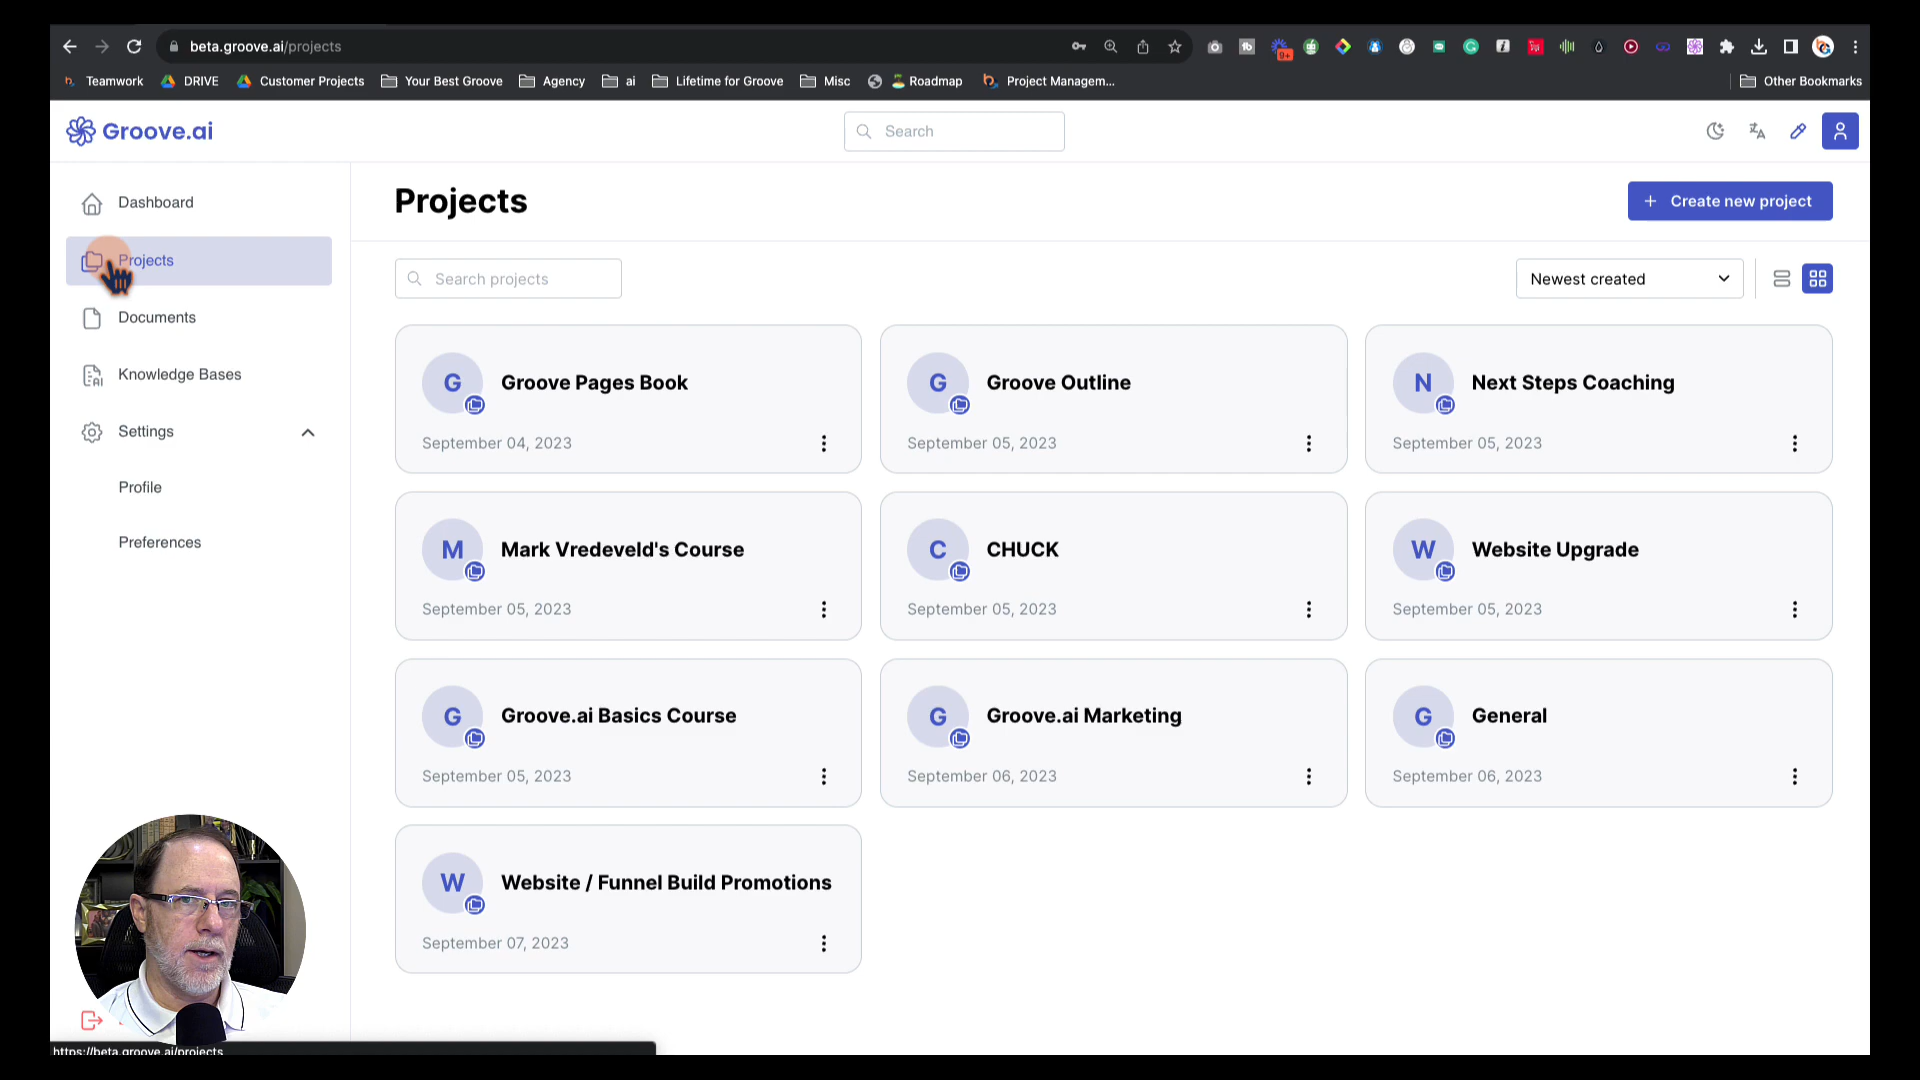 beta.groove.ai/projects
9+
Teamwork
DRIVE
Customer Projects
Your Best Groove
Agency
ai
Lifetime for Groove
Misc
Roadmap
Project Managem...
Other Bookmarks
Groove.ai
Search
Dashboard
Projects
Documents
Knowledge Bases
Settings
Profile
Preferences
Projects
+ Create new project
Search projects
Newest created
G
Groove Pages Book
September 04, 2023
G
Groove Outline
September 05, 2023
N
Next Steps Coaching
September 05, 2023
M
Mark Vredeveld's Course
September 05, 2023
C
CHUCK
September 05, 2023
W
Website Upgrade
September 05, 2023
G
Groove.ai Basics Course
September 05, 2023
G
Groove.ai Marketing
September 06, 2023
G
General
September 06, 2023
W
Website / Funnel Build Promotions
September 07, 2023
https://beta.groove.ai/projects